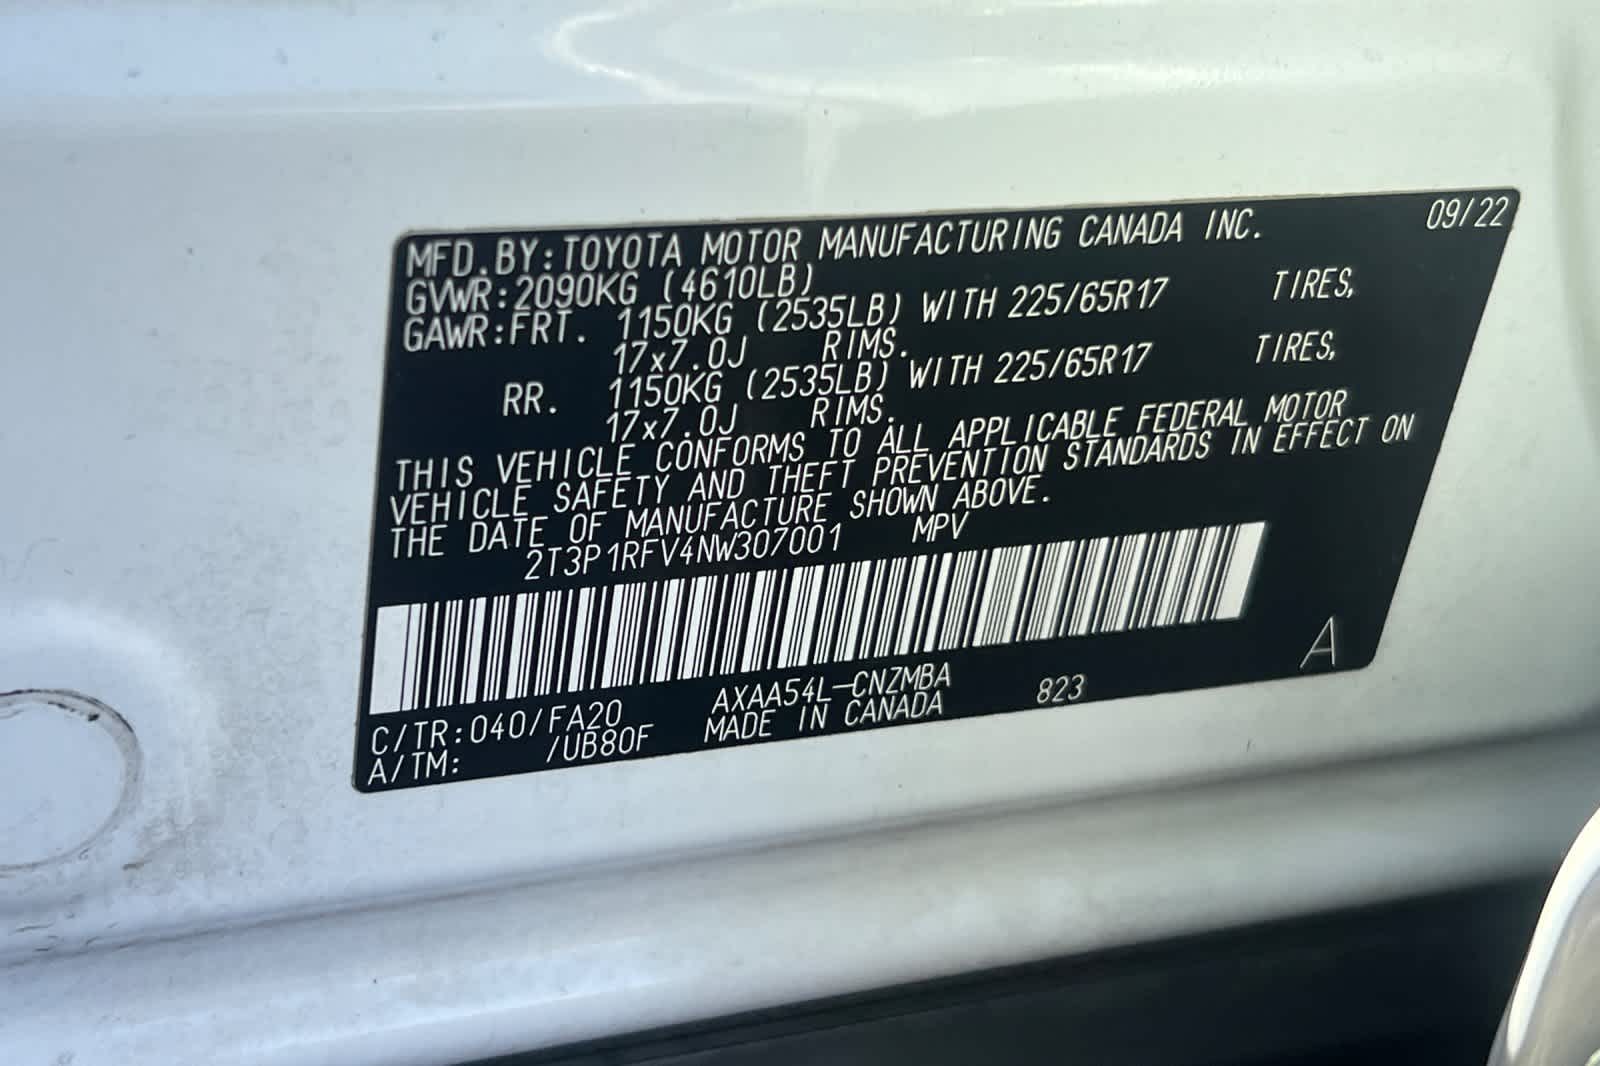 09/22
MFD.BY:TOYOTA MOTOR MANUFACTURING CANADA INC.
GVWR:2090KG (4610LB)
GAWR:FRT. 1150KG (2535LB) WITH 225/65R17 TIRES,
17x7.0J RIMS.
RR. 1150KG (2535LB) WITH 225/65R17 TIRES,
17x7.0J RIMS.
THIS VEHICLE CONFORMS TO ALL APPLICABLE FEDERAL MOTOR
VEHICLE SAFETY AND THEFT PREVENTION STANDARDS IN EFFECT ON
THE DATE OF MANUFACTURE SHOWN ABOVE.
2T3P1RFV4NW307001 MPV
C/TR:040/FA20 AXAA54L-CNZMBA 823 A
A/TM: /UB80F MADE IN CANADA